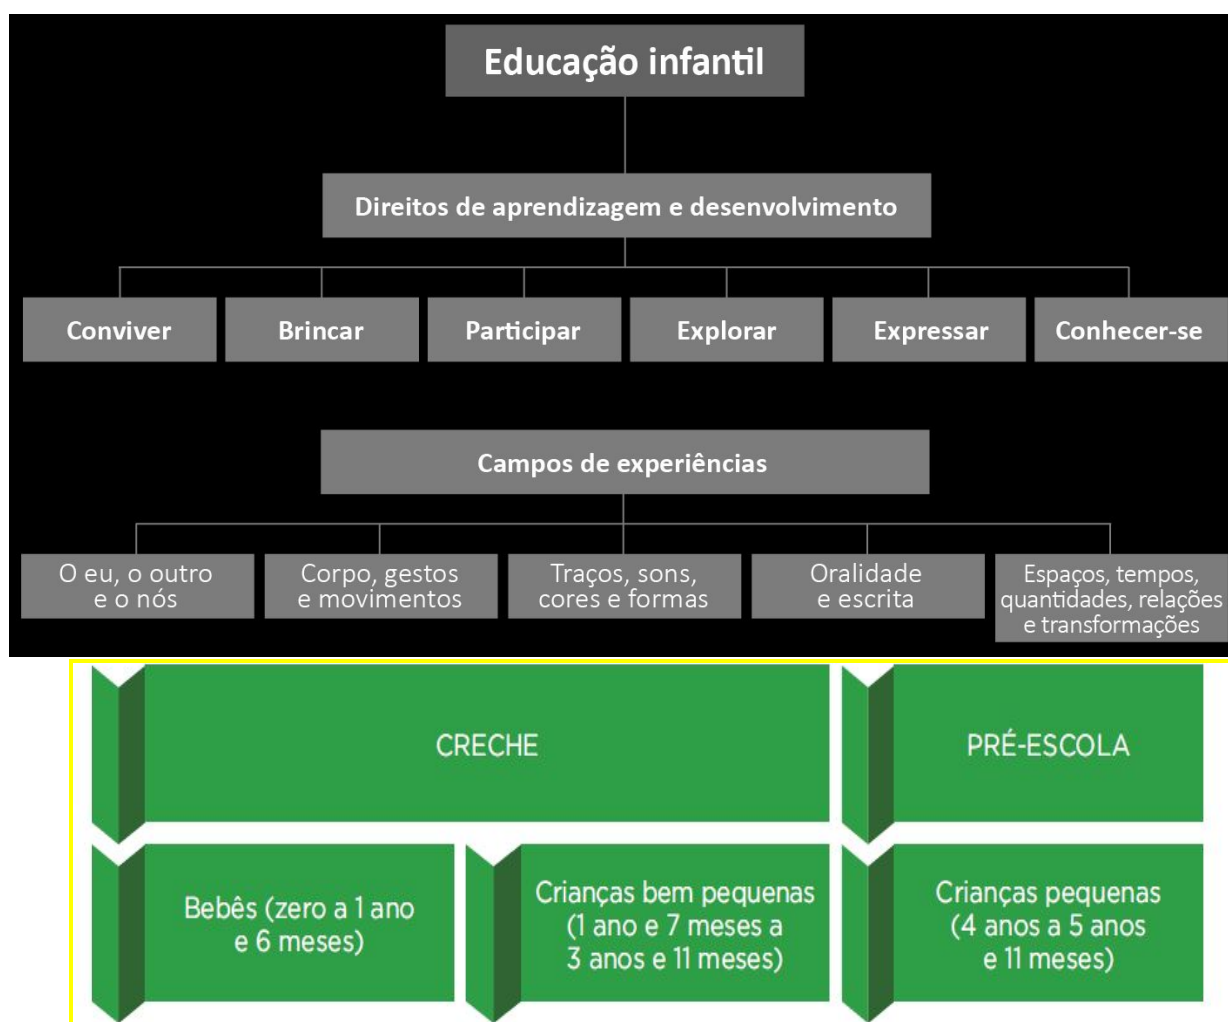 Educação infantil
Direitos de aprendizagem e desenvolvimento
Conviver
Brincar
Participar
Explorar
Expressar
Conhecer-se
Campos de experiências
O eu, o outro
e o nós
Corpo, gestos
e movimentos
Traços, sons,
cores e formas
Oralidade
e escrita
Espaços, tempos,
quantidades, relações
e transformações
CRECHE
PRÉ-ESCOLA
Bebês (zero a 1 ano
e 6 meses)
Crianças bem pequenas
(1 ano e 7 meses a
3 anos e 11 meses)
Crianças pequenas
(4 anos a 5 anos
e 11 meses)